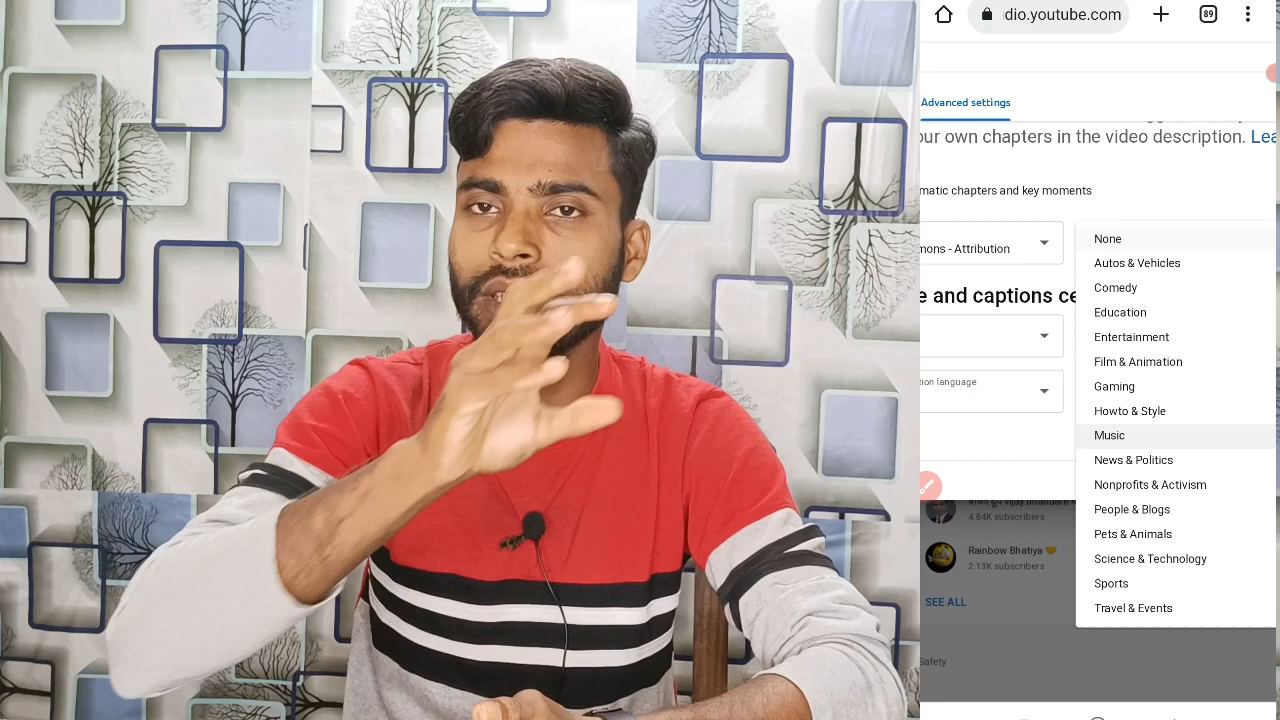 dio.youtube.com
89
Advanced settings
our own chapters in the video description. Lea
matic chapters and key moments
mons - Attribution
e and captions ce
tion language
None
Autos & Vehicles
Comedy
Education
Entertainment
Film & Animation
Gaming
Howto & Style
Music
News & Politics
Nonprofits & Activism
People & Blogs
Pets & Animals
Science & Technology
Sports
Travel & Events
4.84K subscribers
Rainbow Bhatiya
2.13K subscribers
SEE ALL
Safety